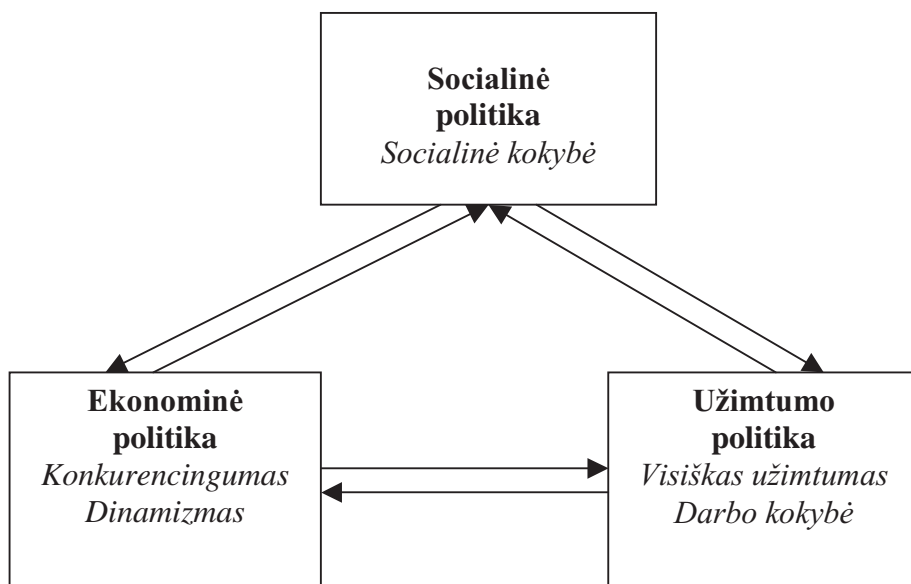 Socialinė
politika
Socialinė kokybė
Ekonominė
politika
Konkurencingumas
Dinamizmas
Užimtumo
politika
Visiškas užimtumas
Darbo kokybė